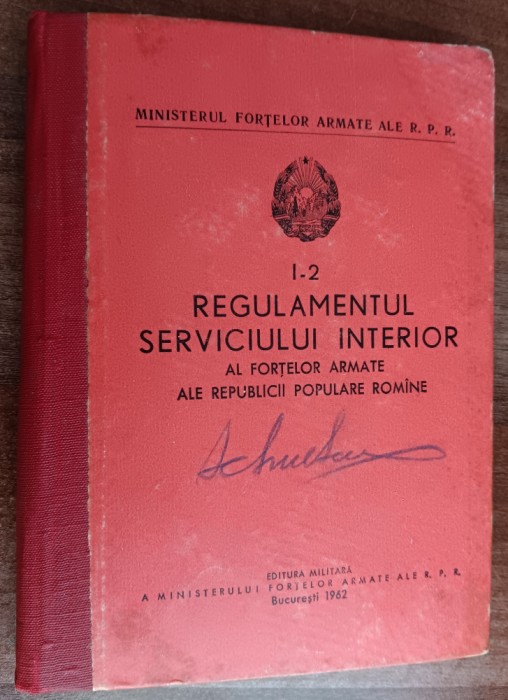 MINISTERUL FORȚELOR ARMATE ALE R. P. R.
I-2
REGULAMENTUL
SERVICIULUI INTERIOR
AL FORȚELOR ARMATE
ALE REPUBLICII POPULARE ROMÎNE
EDITURA MILITARĂ
A MINISTERULUI FORȚELOR ARMATE ALE R. P. R.
București 1962